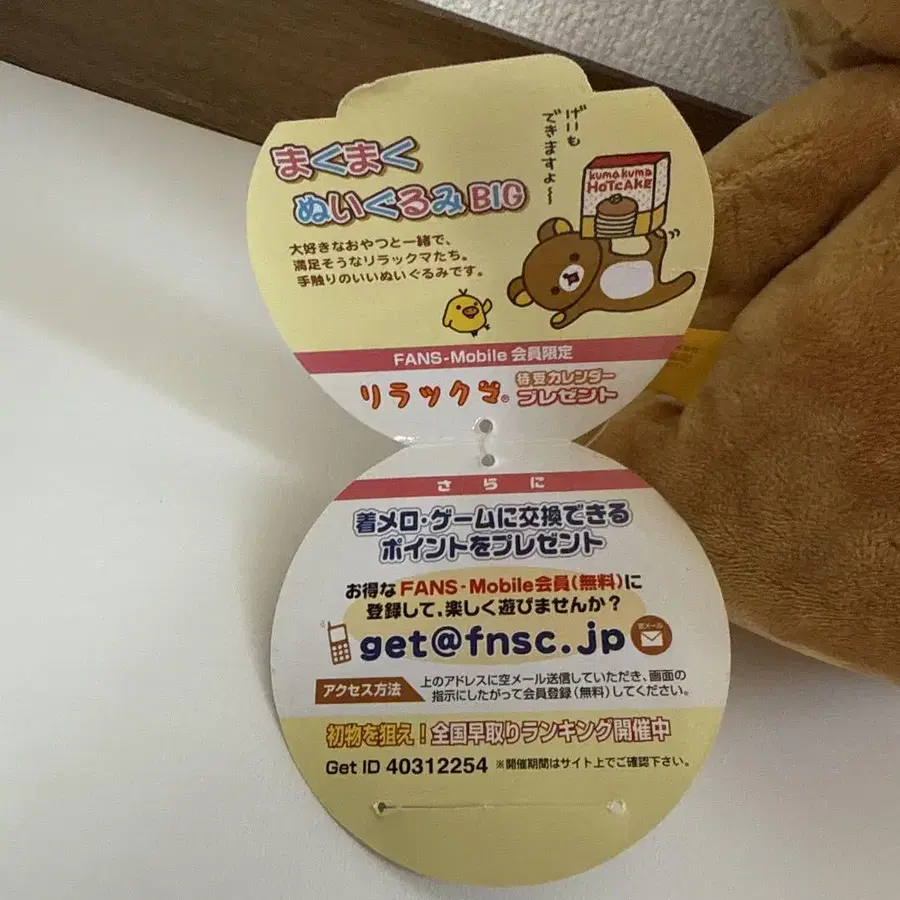 まくまく
ぬいぐるみBIG
大好きなおやつと一緒で、
満足そうなリラックマたち。
手触りのいいぬいぐるみです。
げいも
できますよ～
kuma kuma
HOTCAKE
FANS-Mobile 会員限定
リラックマ® 待受カレンダー
プレゼント
さらに
着メロ・ゲームに交換できる
ポイントをプレゼント
お得な FANS-Mobile会員(無料)に
登録して、楽しく遊びませんか？
get@fnsc.jp
空メール
アクセス方法
上のアドレスに空メール送信していただき、画面の
指示にしたがって会員登録(無料)してください。
初物を狙え！全国早取りランキング開催中
Get ID 40312254 ※開催期間はサイト上でご確認下さい。